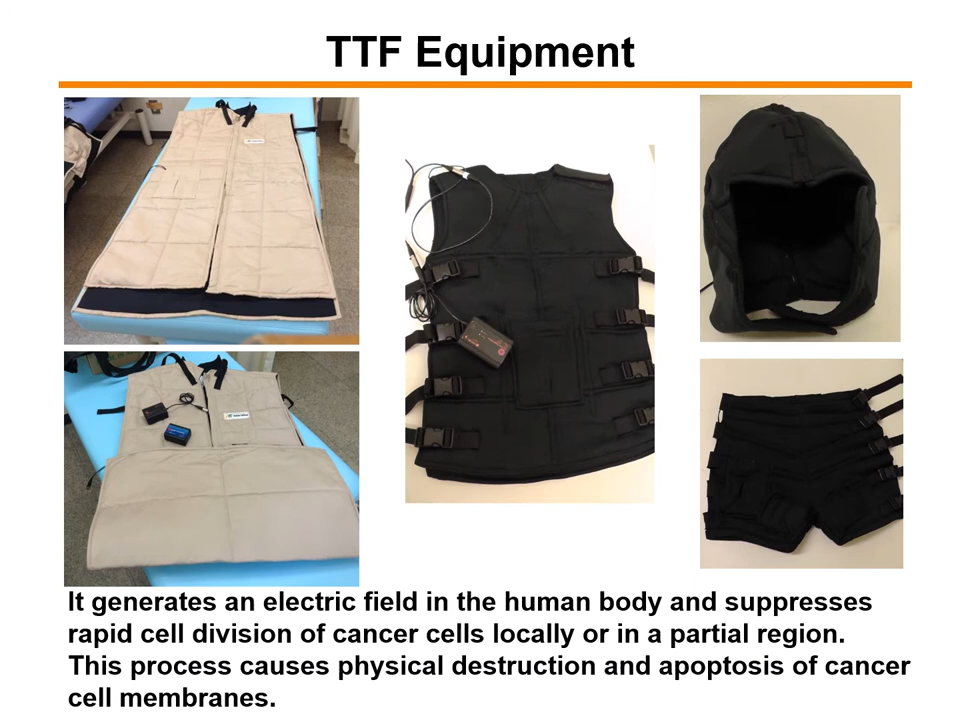 TTF Equipment
It generates an electric field in the human body and suppresses
rapid cell division of cancer cells locally or in a partial region.
This process causes physical destruction and apoptosis of cancer
cell membranes.